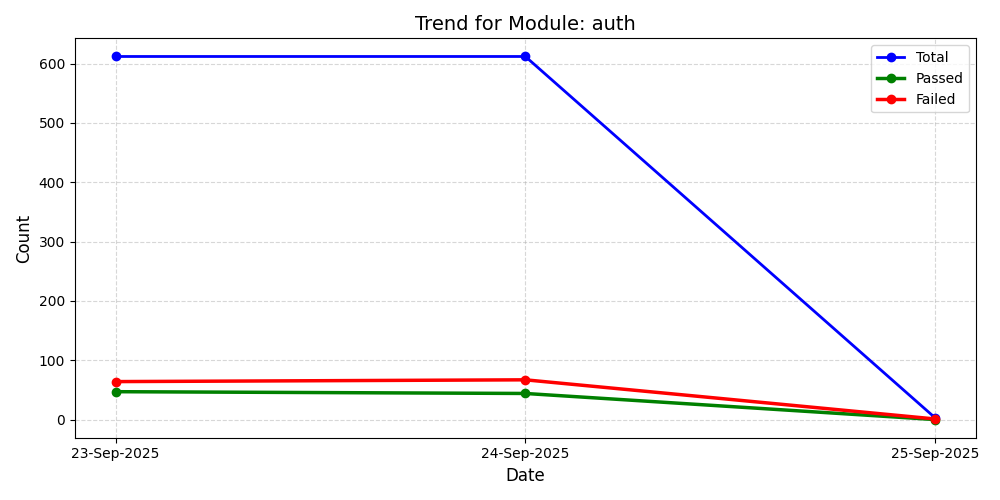 Trend for Module: auth
Total
Passed
Failed
600
500
400
300
200
100
0
Count
23-Sep-2025
24-Sep-2025
25-Sep-2025
Date